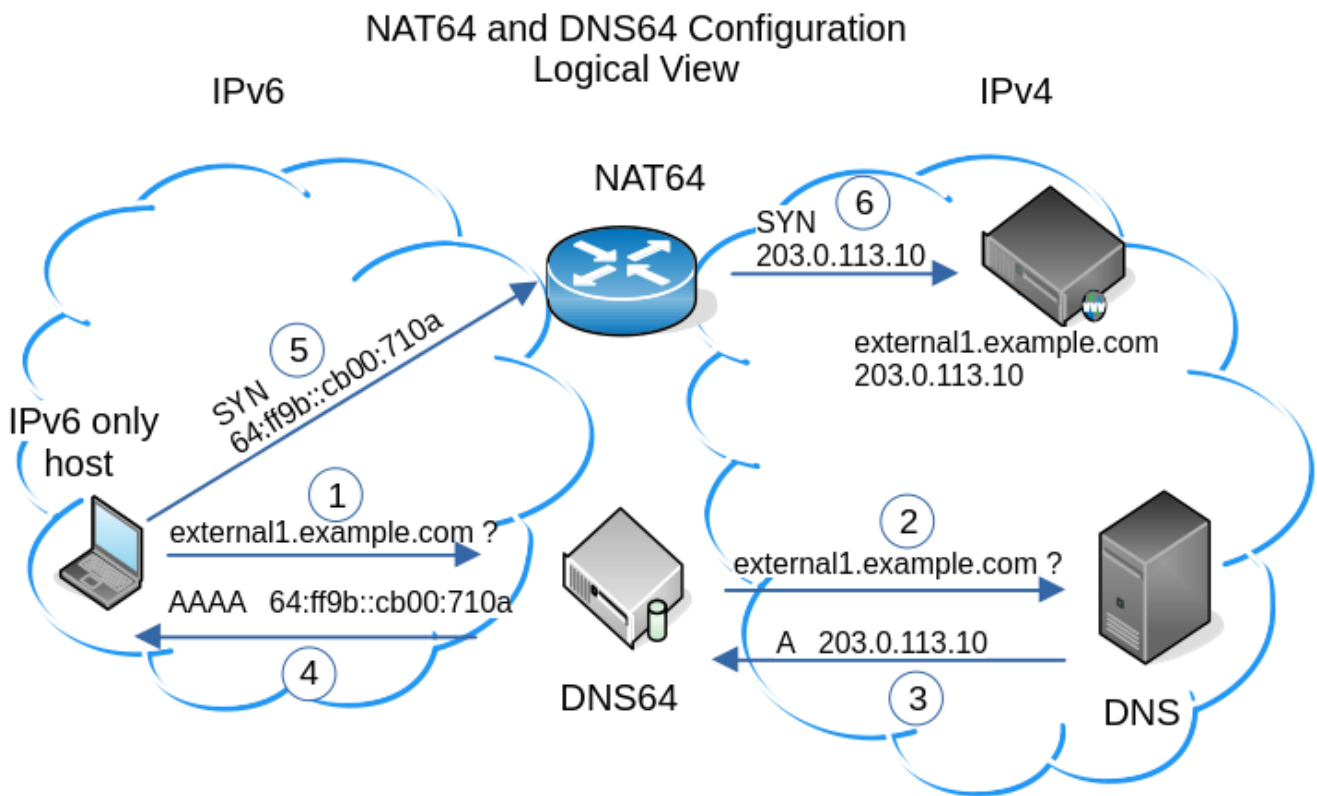 NAT64 and DNS64 Configuration
Logical View
IPv6
IPv4
NAT64
6
SYN
203.0.113.10
external1.example.com
203.0.113.10
5
SYN
64:ff9b::cb00:710a
IPv6 only
host
1
external1.example.com ?
AAAA 64:ff9b::cb00:710a
4
DNS64
2
external1.example.com ?
A 203.0.113.10
3
DNS